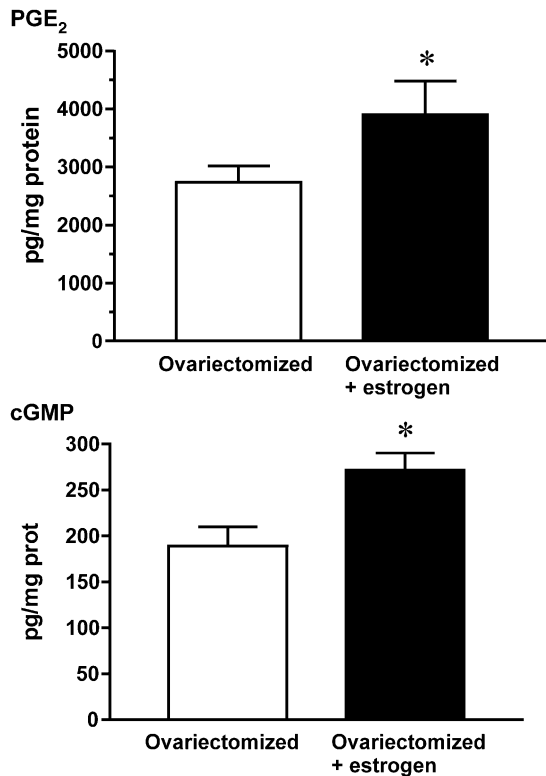 PGE₂
5000
4000
3000
2000
1000
0
pg/mg protein
*
Ovariectomized
Ovariectomized
+ estrogen
cGMP
300
250
200
150
100
50
0
pg/mg prot
*
Ovariectomized
Ovariectomized
+ estrogen